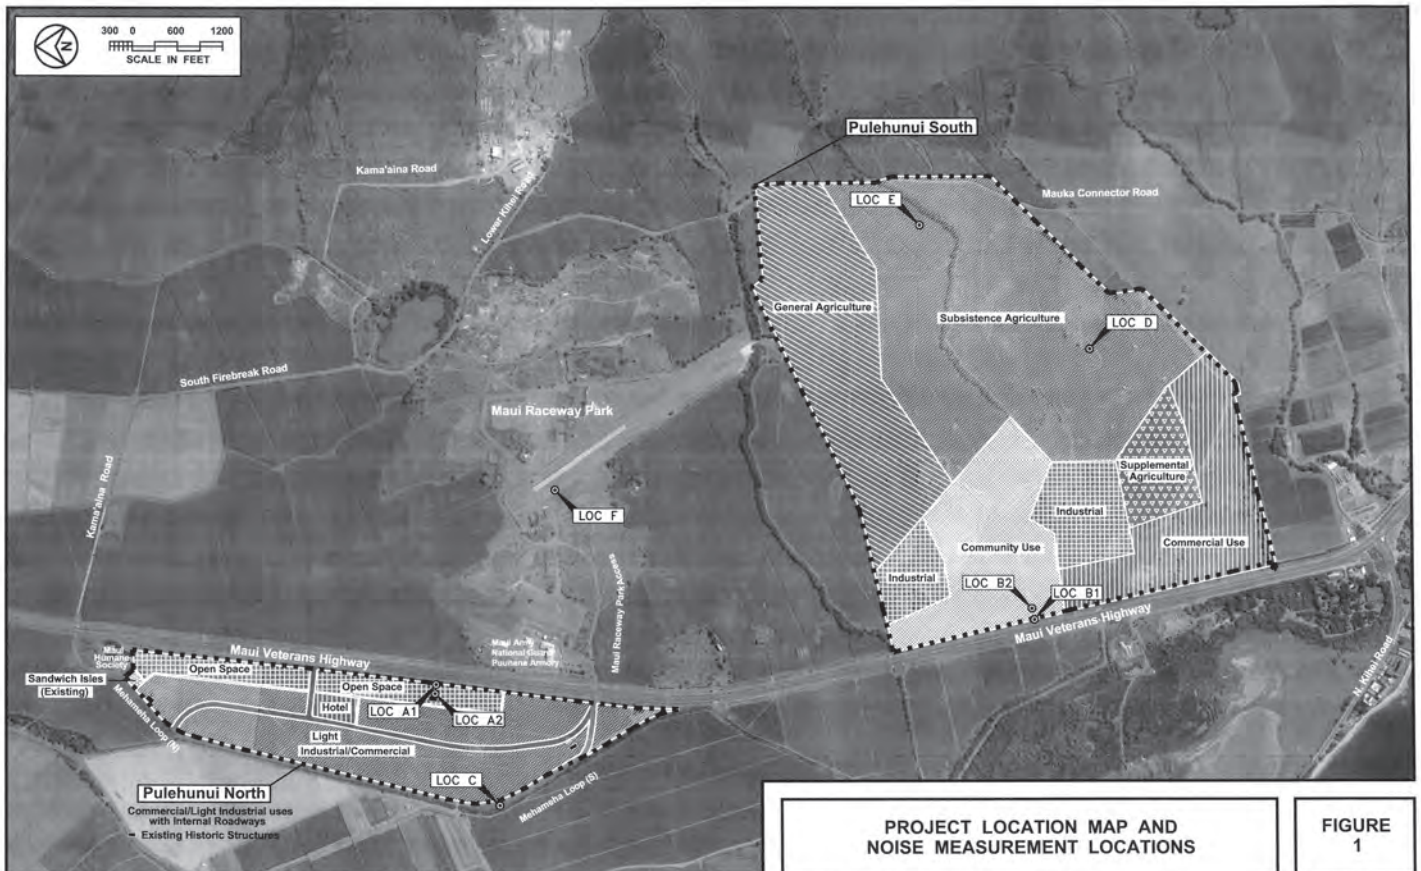 N
300 0 600 1200
SCALE IN FEET
Pulehunui South
Kama'aina Road
Lower Kihei Road
Mauka Connector Road
LOC E
General Agriculture
Subsistence Agriculture
LOC D
South Firebreak Road
Maui Raceway Park
Kama'aina Road
Supplemental
Agriculture
LOC F
Industrial
Community Use
Commercial Use
Industrial
Maui Raceway Park Access
LOC B2
LOC B1
Maui Veterans Highway
Maui Army
National Guard
Puunene Armory
Maui
Humane
Society
Maui Veterans Highway
Open Space
Sandwich Isles
(Existing)
Open Space
N. Kihei Road
Mehameha Loop (N)
Hotel
LOC A1
LOC A2
Light
Industrial/Commercial
LOC C
Pulehunui North
Mehameha Loop (S)
Commercial/Light Industrial uses
with Internal Roadways
Existing Historic Structures
PROJECT LOCATION MAP AND
NOISE MEASUREMENT LOCATIONS
FIGURE
1